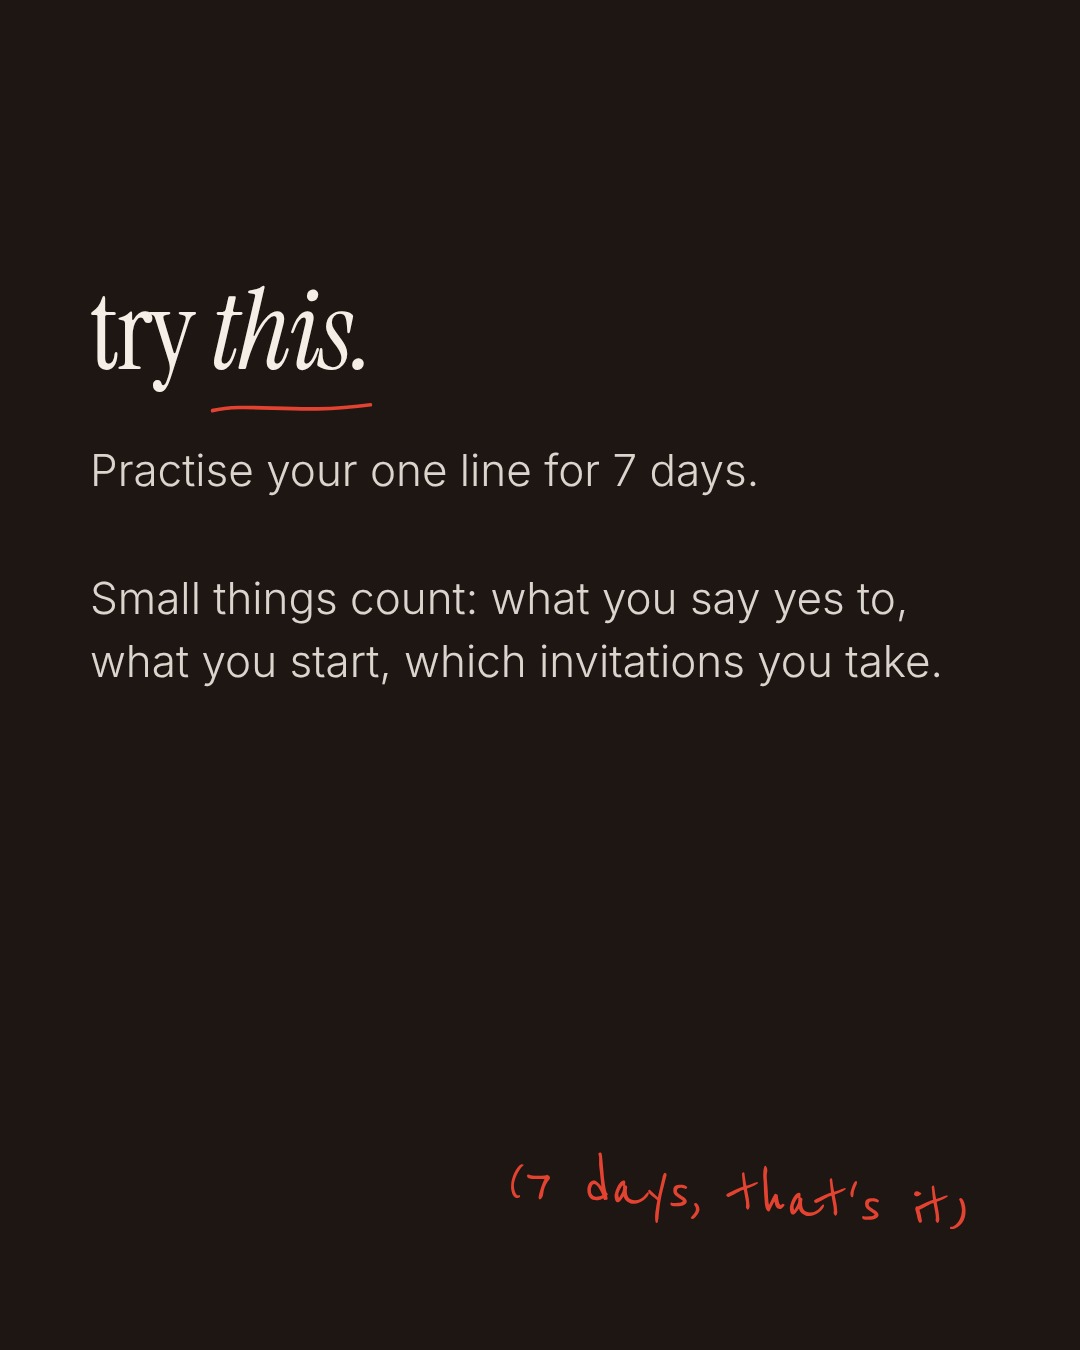 try this.
Practise your one line for 7 days.
Small things count: what you say yes to,
what you start, which invitations you take.
(7 days, that's it)